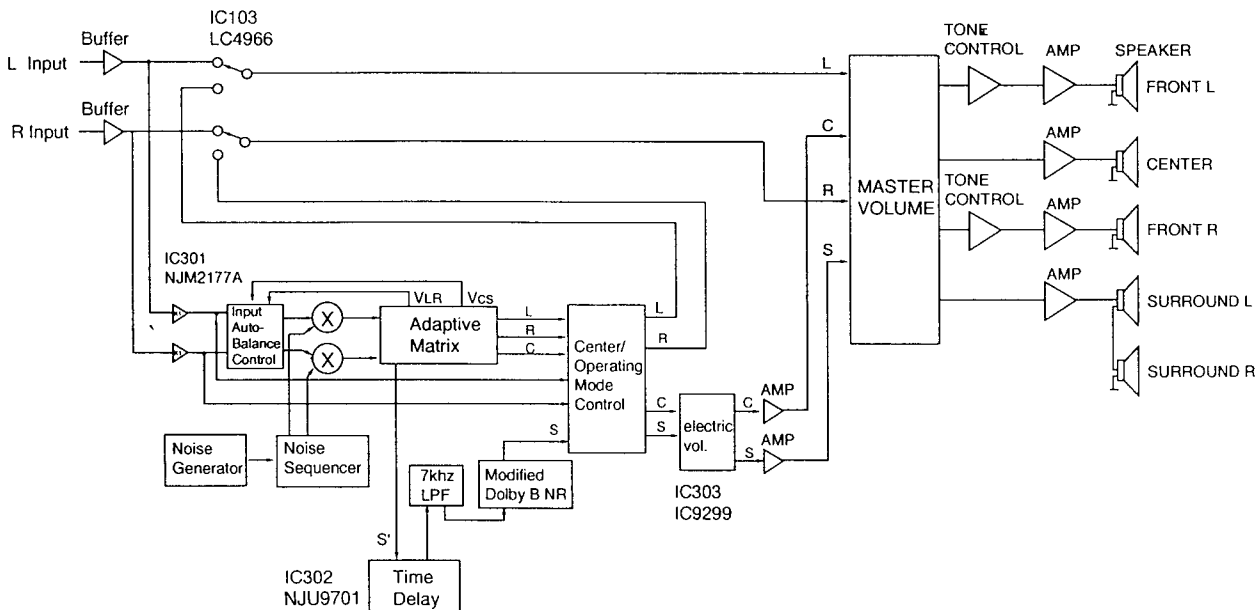 IC103
LC4966
Buffer
L Input
Buffer
R Input
L
C
R
S
MASTER
VOLUME
TONE
CONTROL
AMP
SPEAKER
FRONT L
AMP
CENTER
TONE
CONTROL
AMP
FRONT R
AMP
SURROUND L
SURROUND R
IC301
NJM2177A
Input
Auto-
Balance
Control
X
X
VLR
Vcs
Adaptive
Matrix
L
R
C
Center/
Operating
Mode
Control
L
R
C
S
S
electric
vol.
C
S
AMP
AMP
IC303
IC9299
Noise
Generator
Noise
Sequencer
7khz
LPF
Modified
Dolby B NR
S'
IC302
NJU9701
Time
Delay